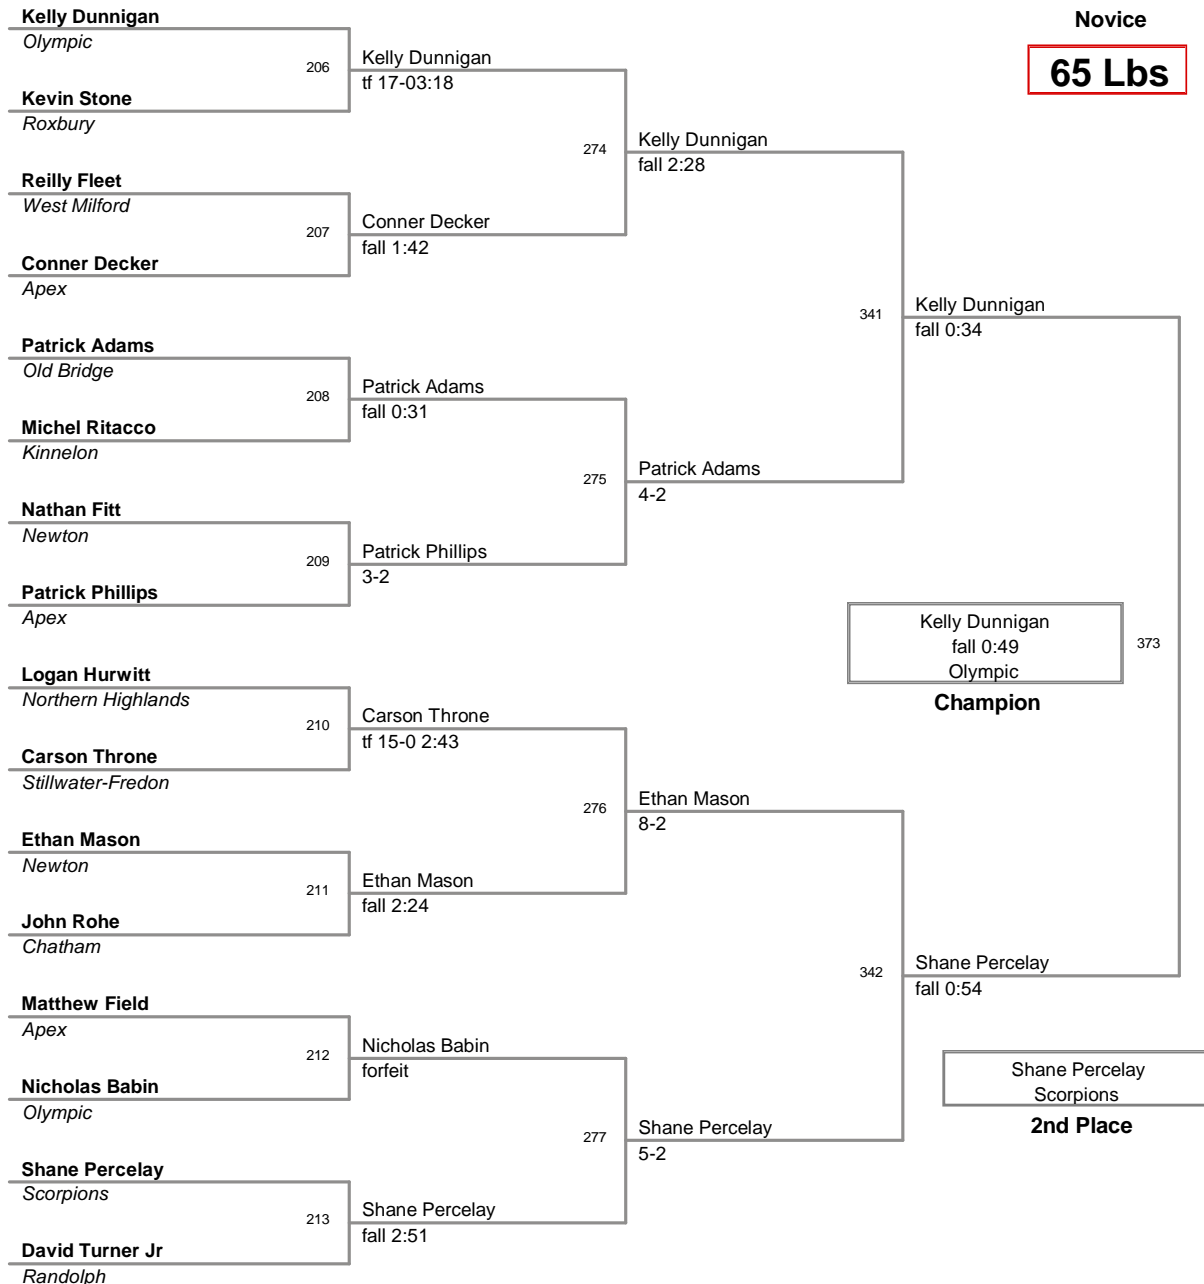 Kelly Dunnigan
Olympic
206
Kevin Stone
Roxbury
Reilly Fleet
West Milford
207
Conner Decker
Apex
Patrick Adams
Old Bridge
208
Michel Ritacco
Kinnelon
Nathan Fitt
Newton
209
Patrick Phillips
Apex
Logan Hurwitt
Northern Highlands
210
Carson Throne
Stillwater-Fredon
Ethan Mason
Newton
211
John Rohe
Chatham
Matthew Field
Apex
212
Nicholas Babin
Olympic
Shane Percelay
Scorpions
213
David Turner Jr
Randolph
Kelly Dunnigan
tf 17-03:18
274
Conner Decker
fall 1:42
Patrick Adams
fall 0:31
275
Patrick Phillips
3-2
Carson Throne
tf 15-0 2:43
276
Ethan Mason
fall 2:24
Nicholas Babin
forfeit
277
Shane Percelay
fall 2:51
Kelly Dunnigan
fall 2:28
341
Patrick Adams
4-2
Ethan Mason
8-2
342
Shane Percelay
5-2
Novice
65 Lbs
Kelly Dunnigan
fall 0:34
Kelly Dunnigan
fall 0:49
Olympic
373
Champion
Shane Percelay
fall 0:54
Shane Percelay
Scorpions
2nd Place